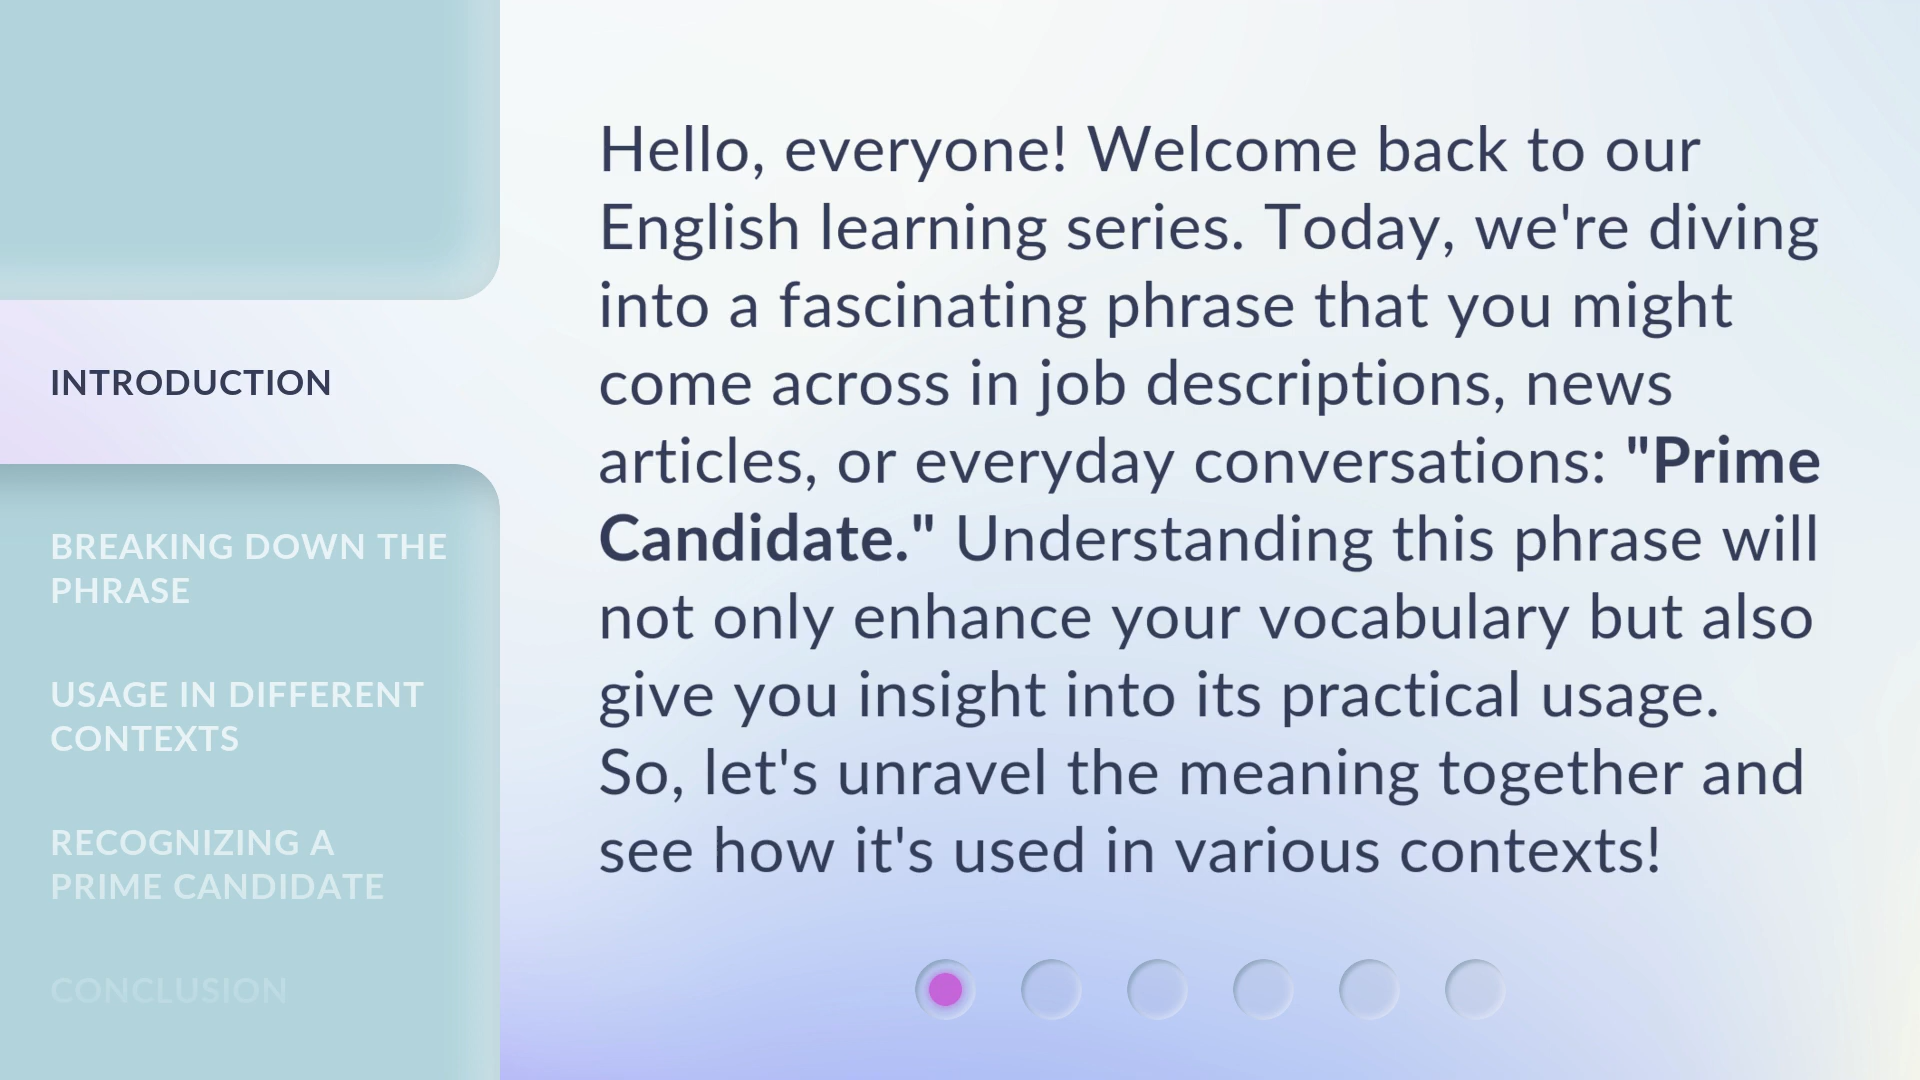 INTRODUCTION
BREAKING DOWN THE
PHRASE
USAGE IN DIFFERENT
CONTEXTS
RECOGNIZING A
PRIME CANDIDATE
CONCLUSION
Hello, everyone! Welcome back to our
English learning series. Today, we're diving
into a fascinating phrase that you might
come across in job descriptions, news
articles, or everyday conversations: "Prime
Candidate." Understanding this phrase will
not only enhance your vocabulary but also
give you insight into its practical usage.
So, let's unravel the meaning together and
see how it's used in various contexts!